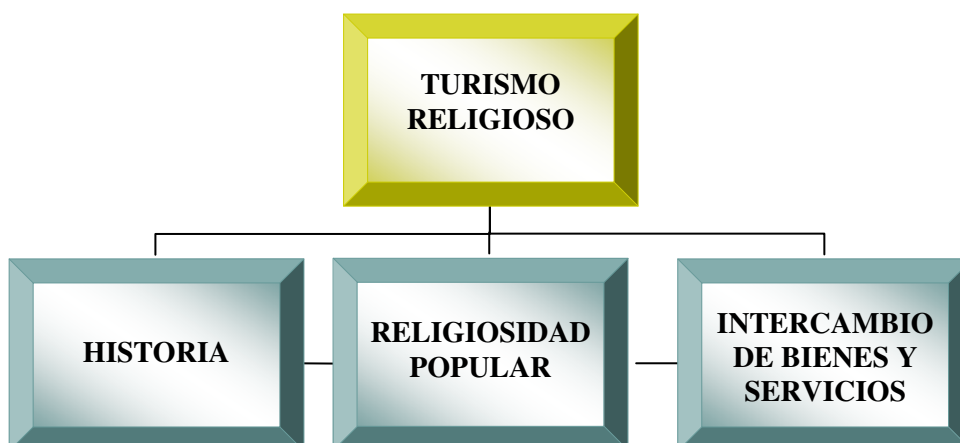 TURISMO
RELIGIOSO
HISTORIA
RELIGIOSIDAD
POPULAR
INTERCAMBIO
DE BIENES Y
SERVICIOS